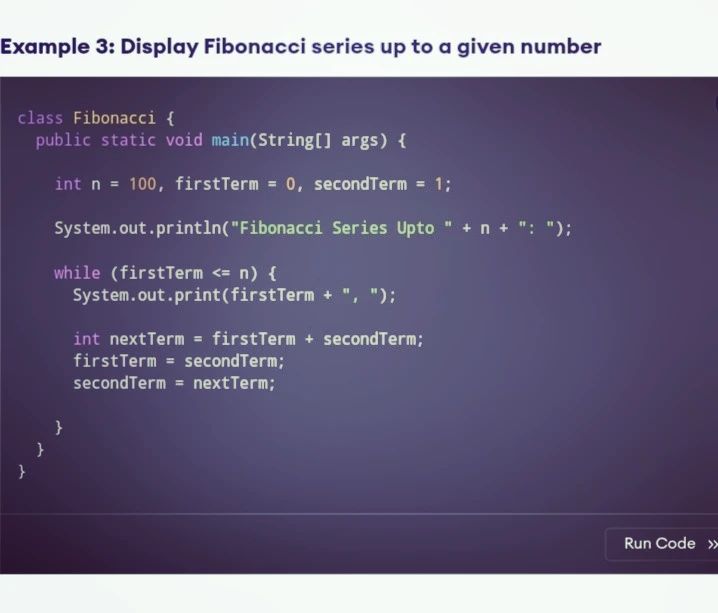 Example 3: Display Fibonacci series up to a given number
class Fibonacci {
  public static void main(String[] args) {

    int n = 100, firstTerm = 0, secondTerm = 1;

    System.out.println("Fibonacci Series Upto " + n + ": ");

    while (firstTerm <= n) {
      System.out.print(firstTerm + ", ");

      int nextTerm = firstTerm + secondTerm;
      firstTerm = secondTerm;
      secondTerm = nextTerm;

    }
  }
}
Run Code »